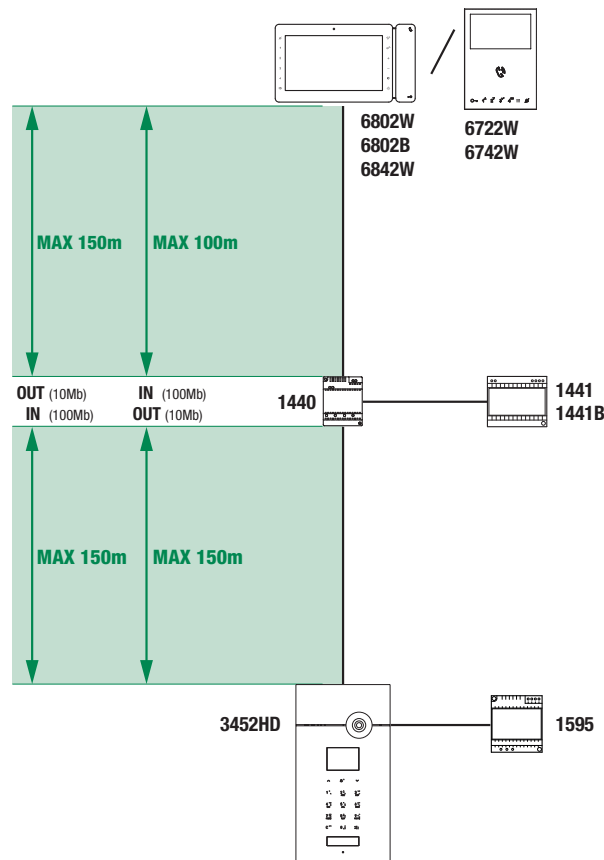 6802W
6802B
6842W
6722W
6742W
MAX 150m
MAX 100m
OUT (10Mb)
IN (100Mb)
IN (100Mb)
OUT (10Mb)
1440
1441
1441B
MAX 150m
MAX 150m
3452HD
1595